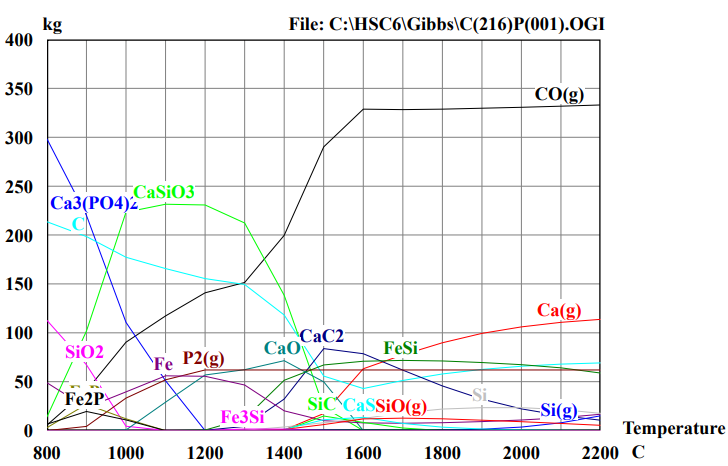 kg
File: C:\HSC6\Gibbs\C(216)P(001).OGI
400
350
300
250
200
150
100
50
0
CO(g)
CaSiO3
Ca3(PO4)2
C
Ca(g)
CaC2
CaO
FeSi
SiO2
Fe
P2(g)
Fe2P
Fe3Si
SiC
CaS
SiO(g)
Si
Si(g)
Temperature
800 1000 1200 1400 1600 1800 2000 2200 C